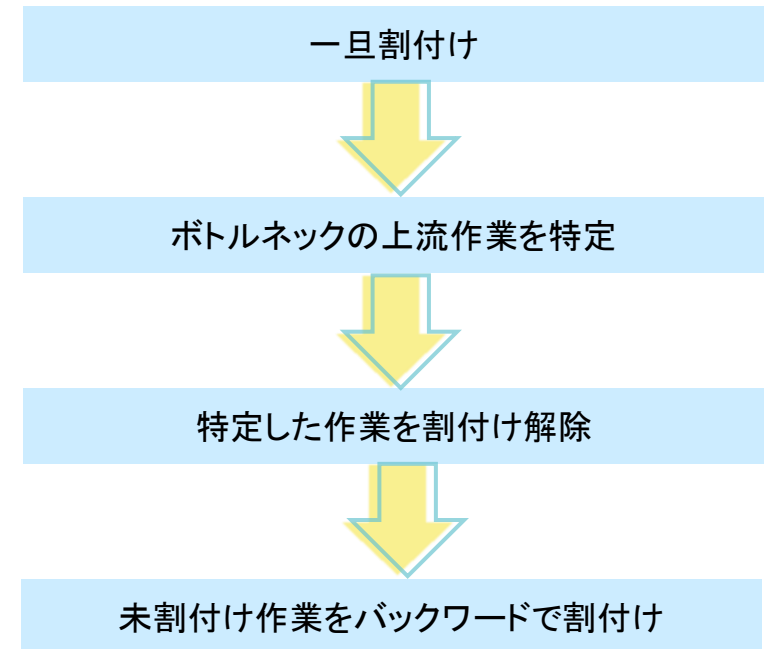 一旦割付け
ボトルネックの上流作業を特定
特定した作業を割付け解除
未割付け作業をバックワードで割付け